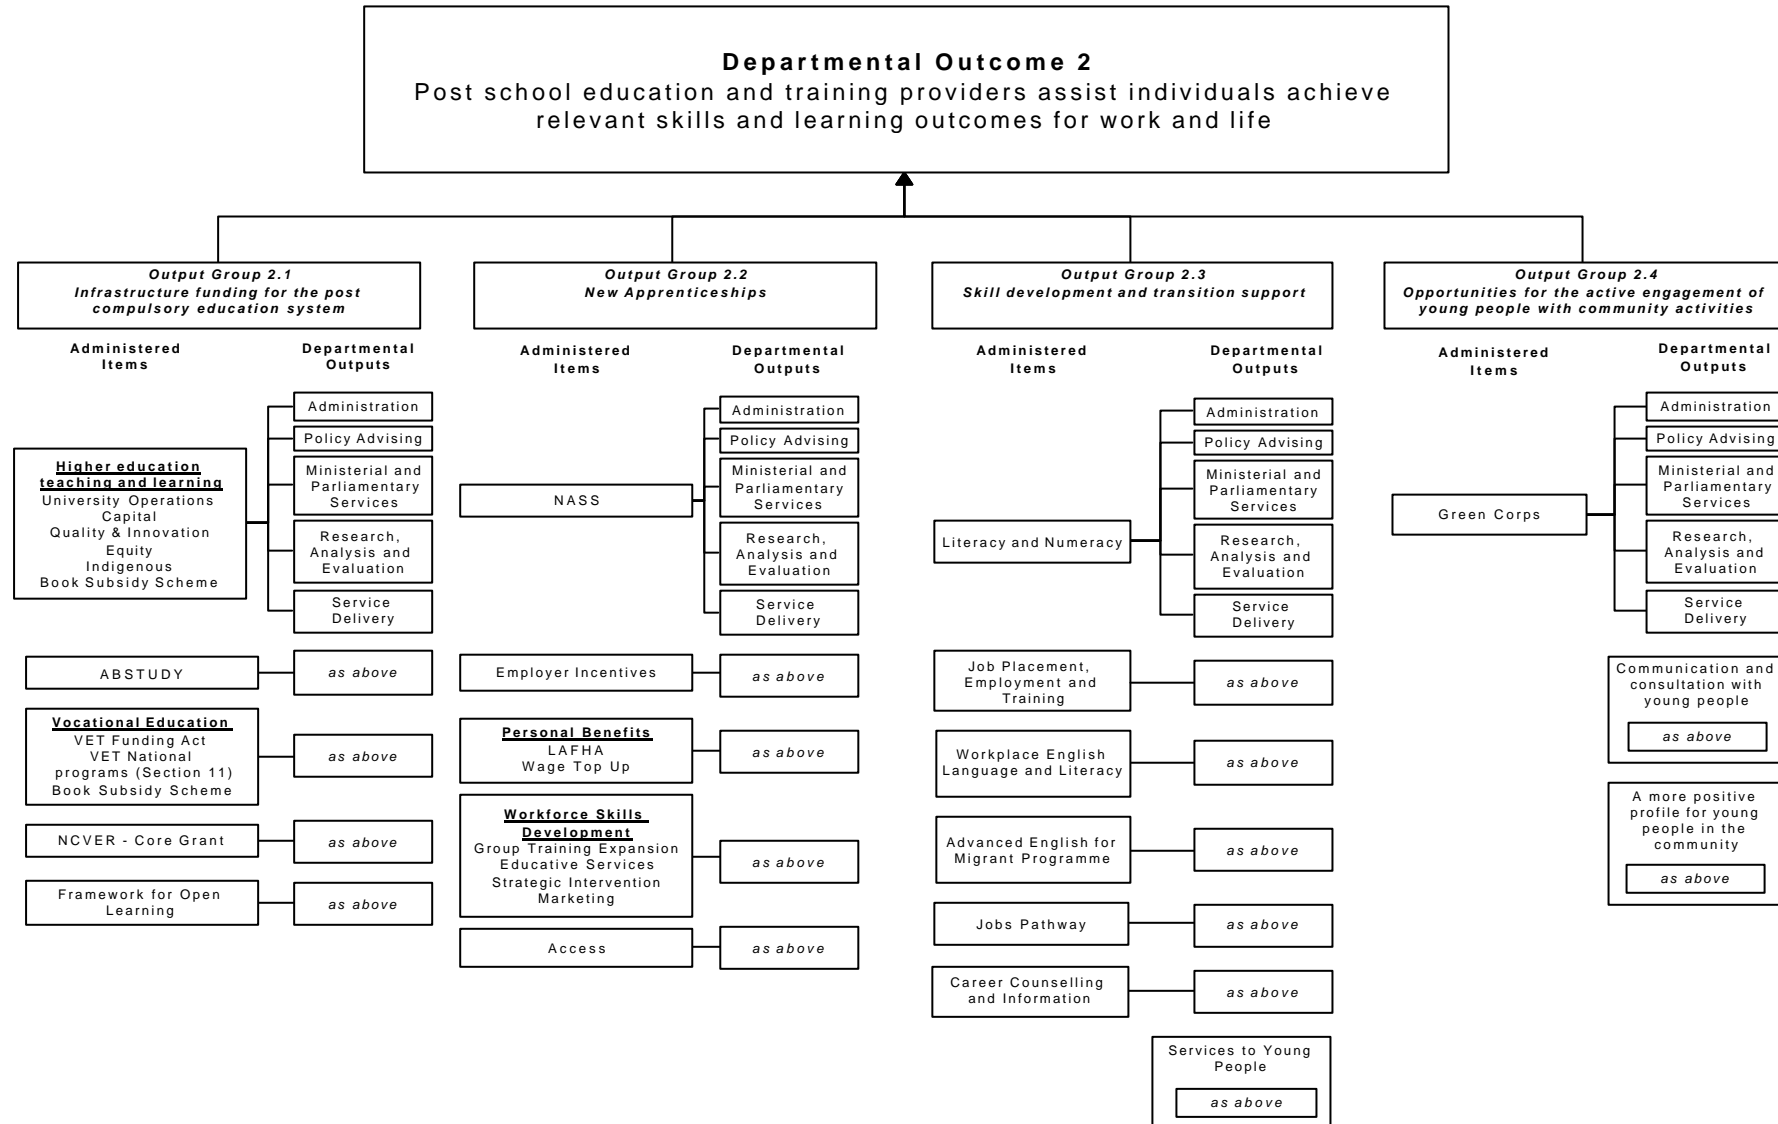 Departmental Outcome 2
Post school education and training providers assist individuals achieve
relevant skills and learning outcomes for work and life
Output Group 2.1
Infrastructure funding for the post
compulsory education system
Administered
Items
Departmental
Outputs
Higher education
teaching and learning
University Operations
Capital
Quality & Innovation
Equity
Indigenous
Book Subsidy Scheme
Administration
Policy Advising
Ministerial and
Parliamentary
Services
Research,
Analysis and
Evaluation
Service
Delivery
ABSTUDY
as above
Vocational Education
VET Funding Act
VET National
programs (Section 11)
Book Subsidy Scheme
as above
NCVER - Core Grant
as above
Framework for Open
Learning
as above
Output Group 2.2
New Apprenticeships
Administered
Items
Departmental
Outputs
NASS
Administration
Policy Advising
Ministerial and
Parliamentary
Services
Research,
Analysis and
Evaluation
Service
Delivery
Employer Incentives
as above
Personal Benefits
LAFHA
Wage Top Up
as above
Workforce Skills
Development
Group Training Expansion
Educative Services
Strategic Intervention
Marketing
as above
Access
as above
Output Group 2.3
Skill development and transition support
Administered
Items
Departmental
Outputs
Literacy and Numeracy
Administration
Policy Advising
Ministerial and
Parliamentary
Services
Research,
Analysis and
Evaluation
Service
Delivery
Job Placement,
Employment and
Training
as above
Workplace English
Language and Literacy
as above
Advanced English for
Migrant Programme
as above
Jobs Pathway
as above
Career Counselling
and Information
as above
Services to Young
People
as above
Output Group 2.4
Opportunities for the active engagement of
young people with community activities
Administered
Items
Departmental
Outputs
Green Corps
Administration
Policy Advising
Ministerial and
Parliamentary
Services
Research,
Analysis and
Evaluation
Service
Delivery
Communication and
consultation with
young people
as above
A more positive
profile for young
people in the
community
as above